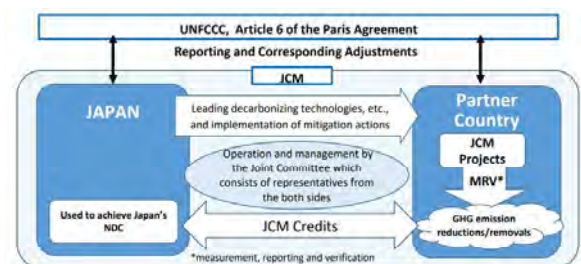 UNFCCC, Article 6 of the Paris Agreement
Reporting and Corresponding Adjustments
JCM
JAPAN
Leading decarbonizing technologies, etc.,
and implementation of mitigation actions
Partner
Country
JCM
Projects
MRV*
Operation and management by
the Joint Committee which
consists of representatives from
the both sides
Used to achieve Japan's
NDC
JCM Credits
GHG emission
reductions/removals
*measurement, reporting and verification